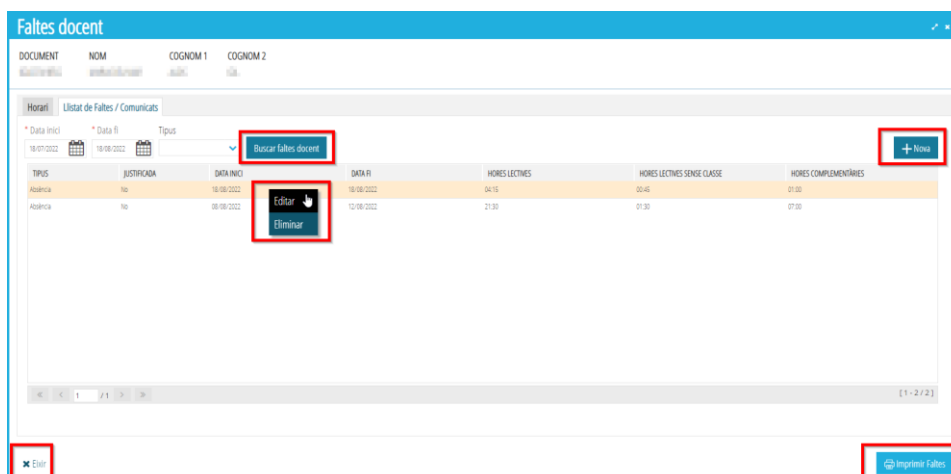 Faltes docent
DOCUMENT NOM COGNOM 1 COGNOM 2
Horari Llistat de Faltes / Comunicats
* Data inici * Data fi Tipus
18/07/2022 18/08/2022 Buscar faltes docent + Nova
TIPUS JUSTIFICADA DATA INICI DATA FI HORES LECTIVES HORES LECTIVES SENSE CLASSE HORES COMPLEMENTÀRIES
Absència No 18/08/2022 18/08/2022 04:15 00:45 01:00
Absència No 08/08/2022 12/08/2022 21:30 01:30 07:00
Editar
Eliminar
1 / 1 [ 1 - 2 / 2 ]
Eixir Imprimir Faltes